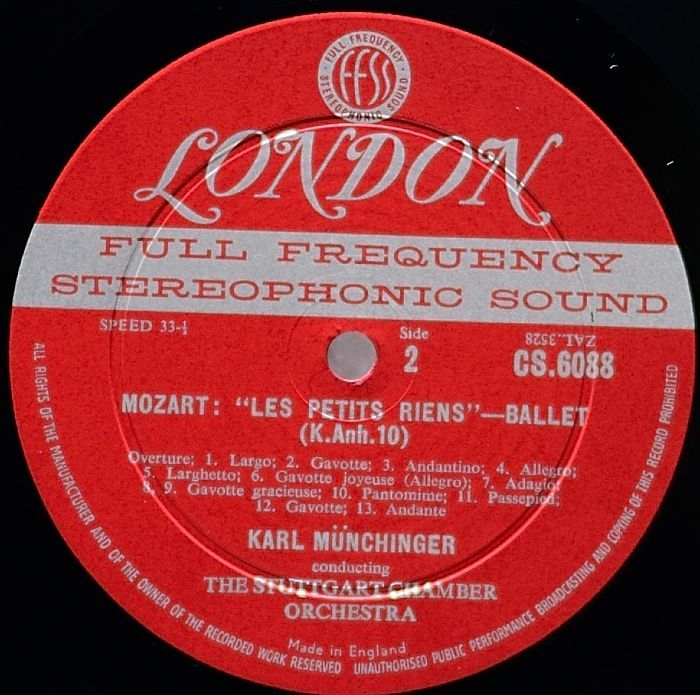 FULL FREQUENCY
FFSS
STEREOPHONIC SOUND
LONDON
FULL FREQUENCY
STEREOPHONIC SOUND
SPEED 33-⅓
Side
2
ZAL.3528
CS.6088
MOZART: “LES PETITS RIENS”—BALLET
(K.Anh.10)
Overture; 1. Largo; 2. Gavotte; 3. Andantino; 4. Allegro;
5. Larghetto; 6. Gavotte joyeuse (Allegro); 7. Adagio;
8, 9. Gavotte gracieuse; 10. Pantomime; 11. Passepied;
12. Gavotte; 13. Andante
KARL MÜNCHINGER
conducting
THE STUTTGART CHAMBER
ORCHESTRA
Made in England
ALL RIGHTS OF THE MANUFACTURER AND OF THE OWNER OF THE RECORDED WORK RESERVED UNAUTHORISED PUBLIC PERFORMANCE BROADCASTING AND COPYING OF THIS RECORD PROHIBITED